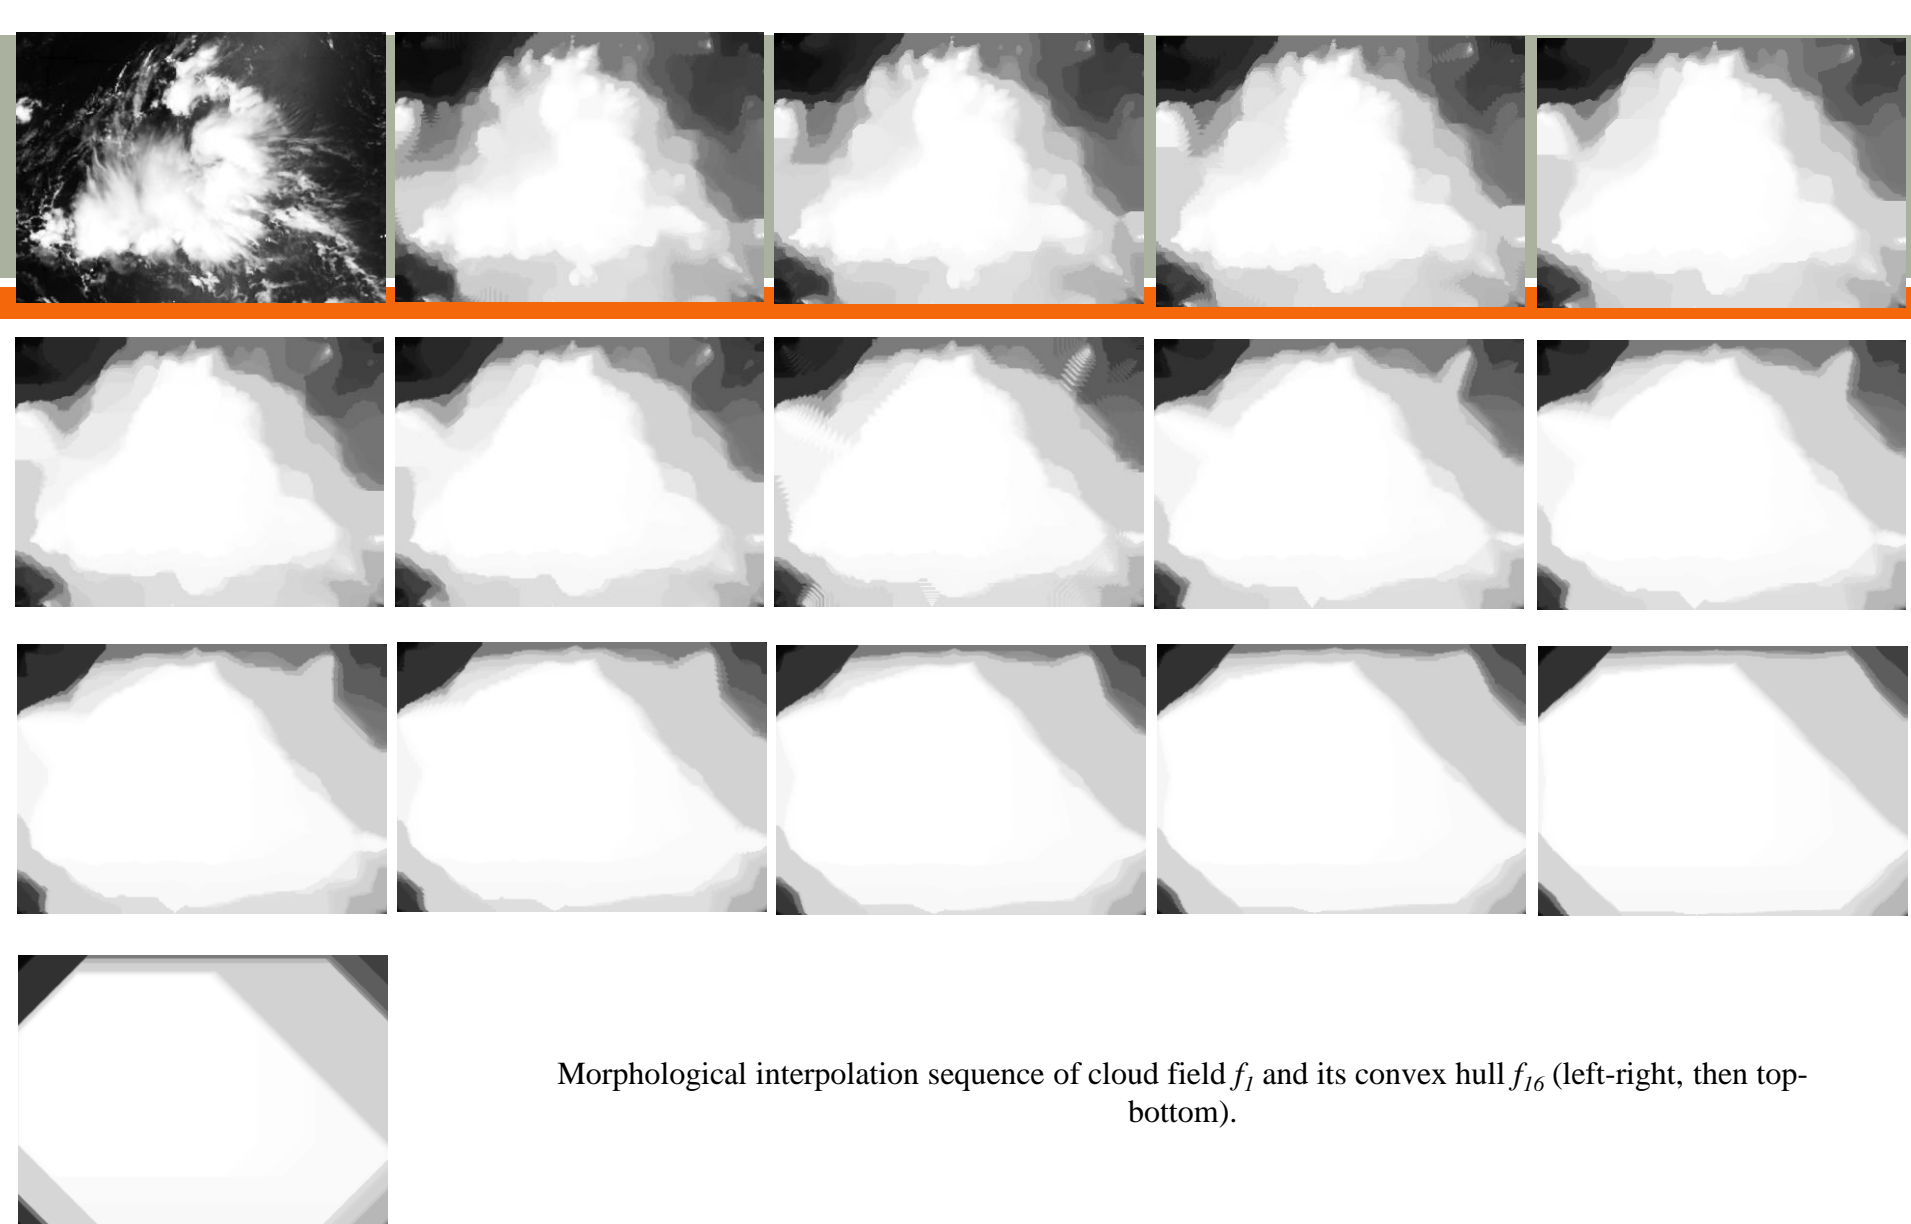 Morphological interpolation sequence of cloud field f1 and its convex hull f16 (left-right, then top-
bottom).